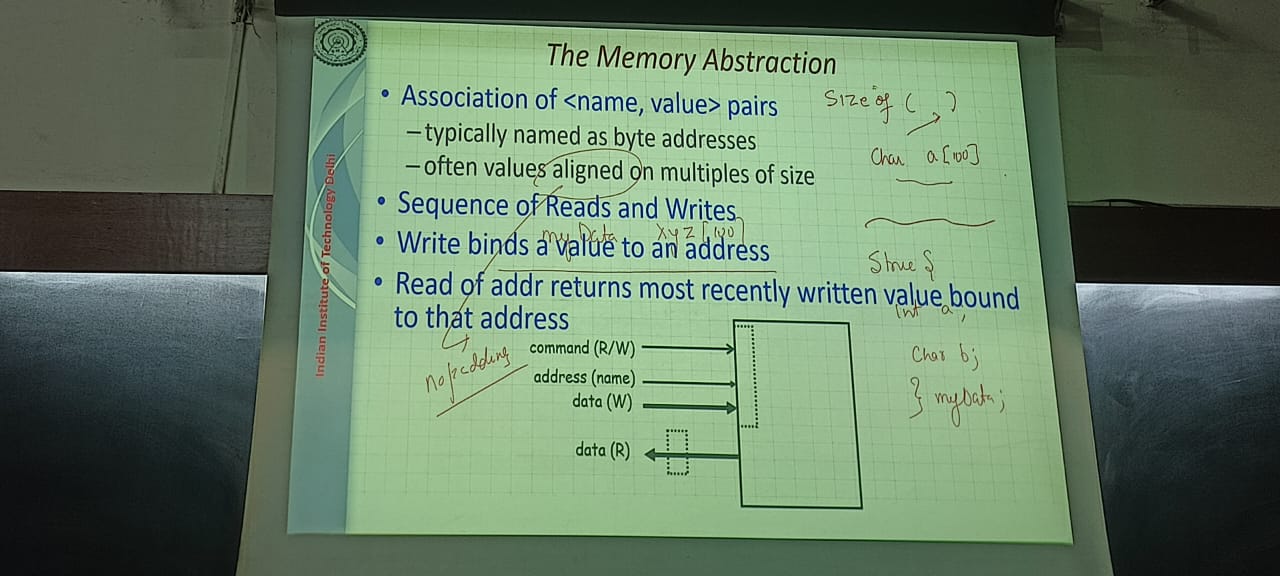 The Memory Abstraction
• Association of <name, value> pairs
–typically named as byte addresses
–often values aligned on multiples of size
• Sequence of Reads and Writes
• Write binds a value to an address
• Read of addr returns most recently written value bound
to that address
command (R/W)
address (name)
data (W)
data (R)
Indian Institute of Technology Delhi
Size of ( , )
Char a[100]
myData XYZ[100]
Struc {
int a,
Char b;
} myData;
no padding